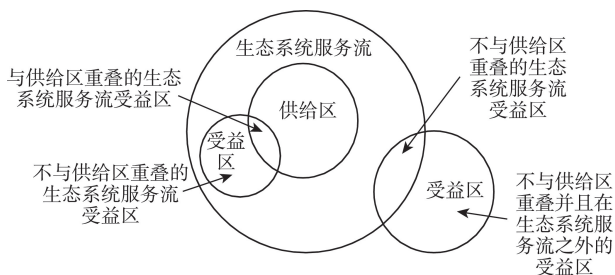 生态系统服务流
与供给区重叠的生态
系统服务流受益区
供给区
受益
区
不与供给区重叠的
生态系统服务流
受益区
不与供给区
重叠的生态
系统服务流
受益区
受益区
不与供给区
重叠并且在
生态系统服
务流之外的
受益区